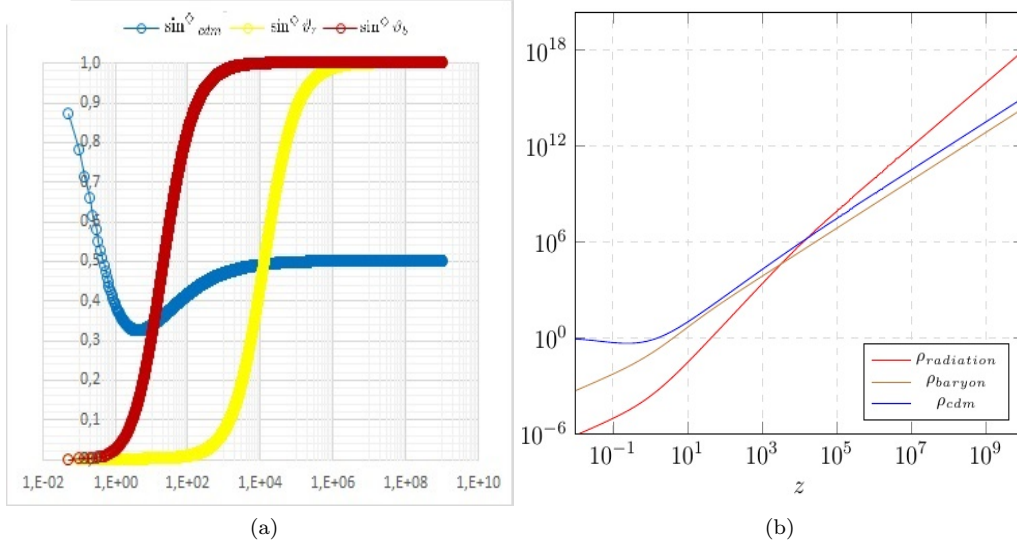 sin cdm sin ϑr sin ϑb
1,0
0,9
0,8
0,7
0,6
0,5
0,4
0,3
0,2
0,1
1,E-02 1,E+00 1,E+02 1,E+04 1,E+06 1,E+08 1,E+10
(a)
10^18
10^12
10^6
10^0
10^−6
10^−1 10^1 10^3 10^5 10^7 10^9
z
ρradiation
ρbaryon
ρcdm
(b)